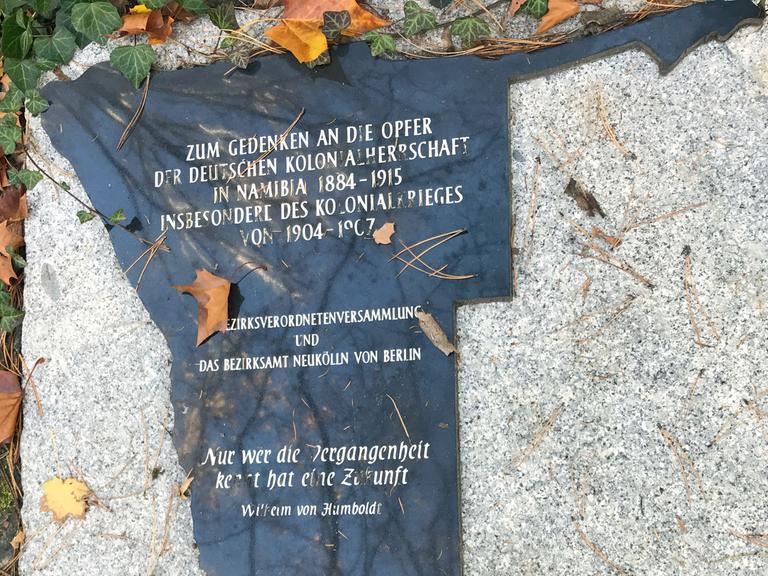 ZUM GEDENKEN AN DIE OPFER
DER DEUTSCHEN KOLONIALHERRSCHAFT
IN NAMIBIA 1884-1915
INSBESONDERE DES KOLONIALKRIEGES
VON 1904-1907
BEZIRKSVERORDNETENVERSAMMLUNG
UND
DAS BEZIRKSAMT NEUKÖLLN VON BERLIN
Nur wer die Vergangenheit
kennt hat eine Zukunft
Wilhelm von Humboldt